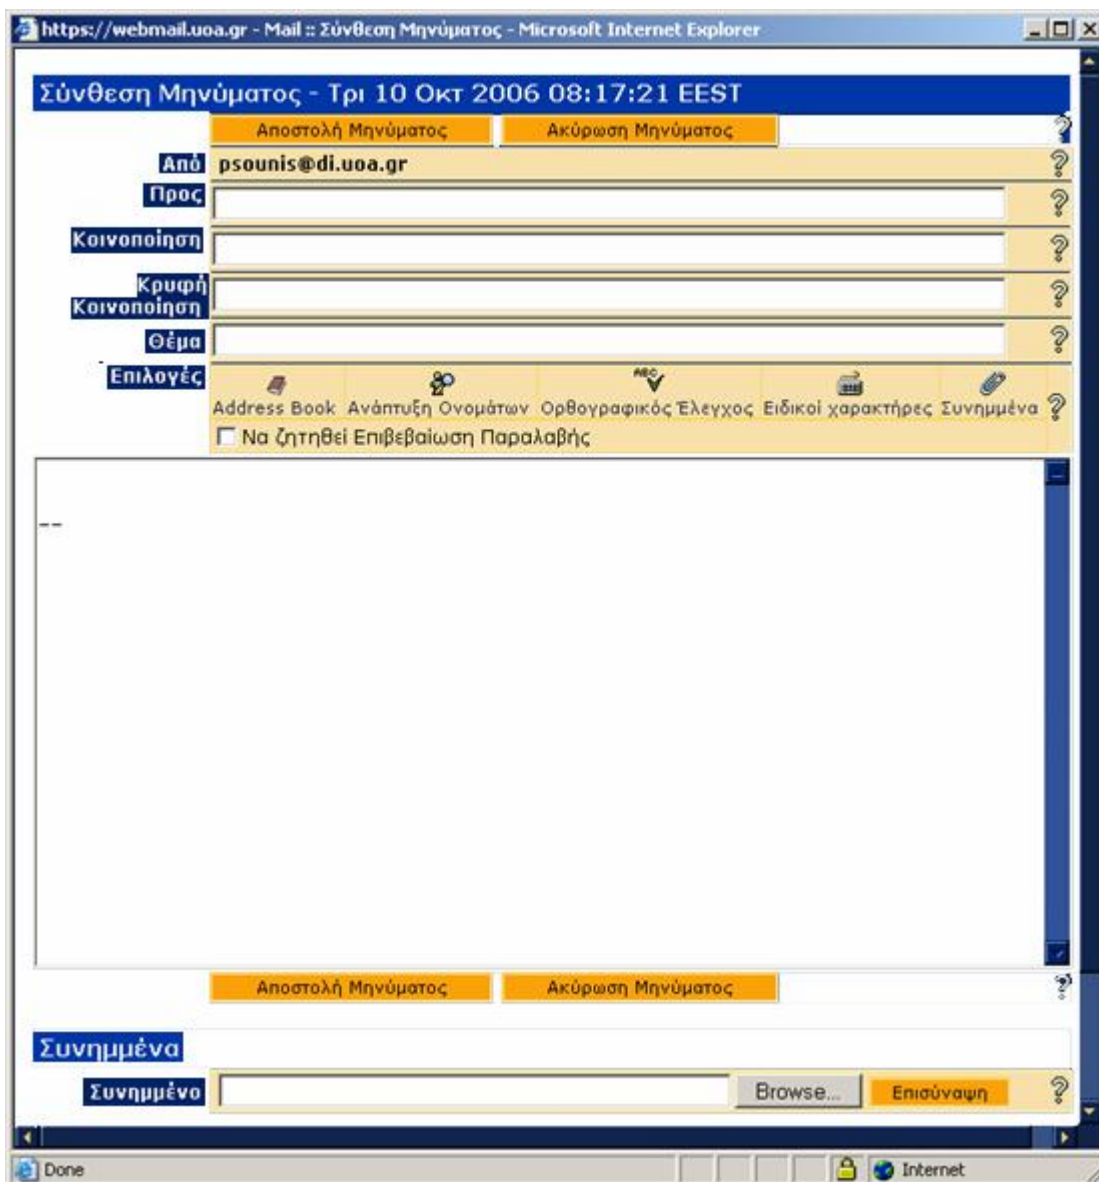 https://webmail.uoa.gr - Mail :: Σύνθεση Μηνύματος - Microsoft Internet Explorer
Σύνθεση Μηνύματος - Τρι 10 Οκτ 2006 08:17:21 EEST
Αποστολή Μηνύματος Ακύρωση Μηνύματος ?
Από psounis@di.uoa.gr ?
Προς ?
Κοινοποίηση ?
Κρυφή
Κοινοποίηση ?
Θέμα ?
Επιλογές
ABC
Address Book Ανάπτυξη Ονομάτων Ορθογραφικός Έλεγχος Ειδικοί χαρακτήρες Συνημμένα ?
Να ζητηθεί Επιβεβαίωση Παραλαβής
--
Αποστολή Μηνύματος Ακύρωση Μηνύματος ?
Συνημμένα
Συνημμένο Browse... Επισύναψη ?
Done Internet